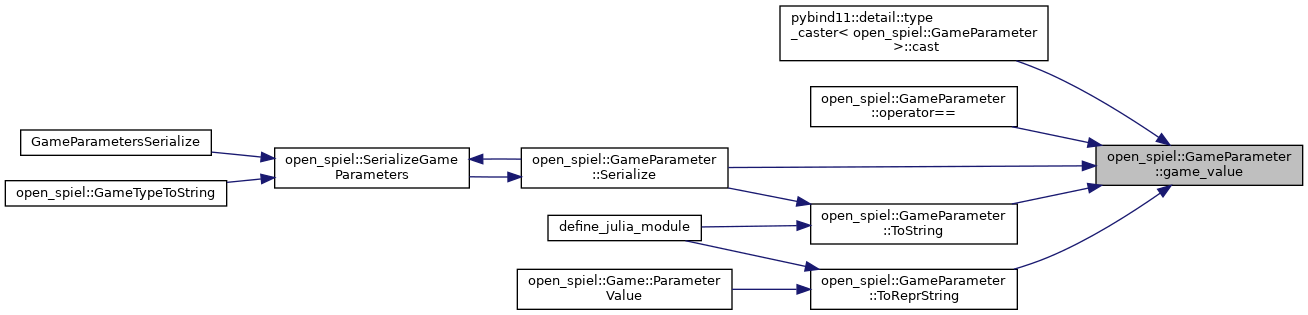 pybind11::detail::type
_caster< open_spiel::GameParameter
>::cast
open_spiel::GameParameter
::operator==
GameParametersSerialize
open_spiel::SerializeGame
Parameters
open_spiel::GameParameter
::Serialize
open_spiel::GameParameter
::game_value
open_spiel::GameTypeToString
open_spiel::GameParameter
::ToString
define_julia_module
open_spiel::Game::Parameter
Value
open_spiel::GameParameter
::ToReprString